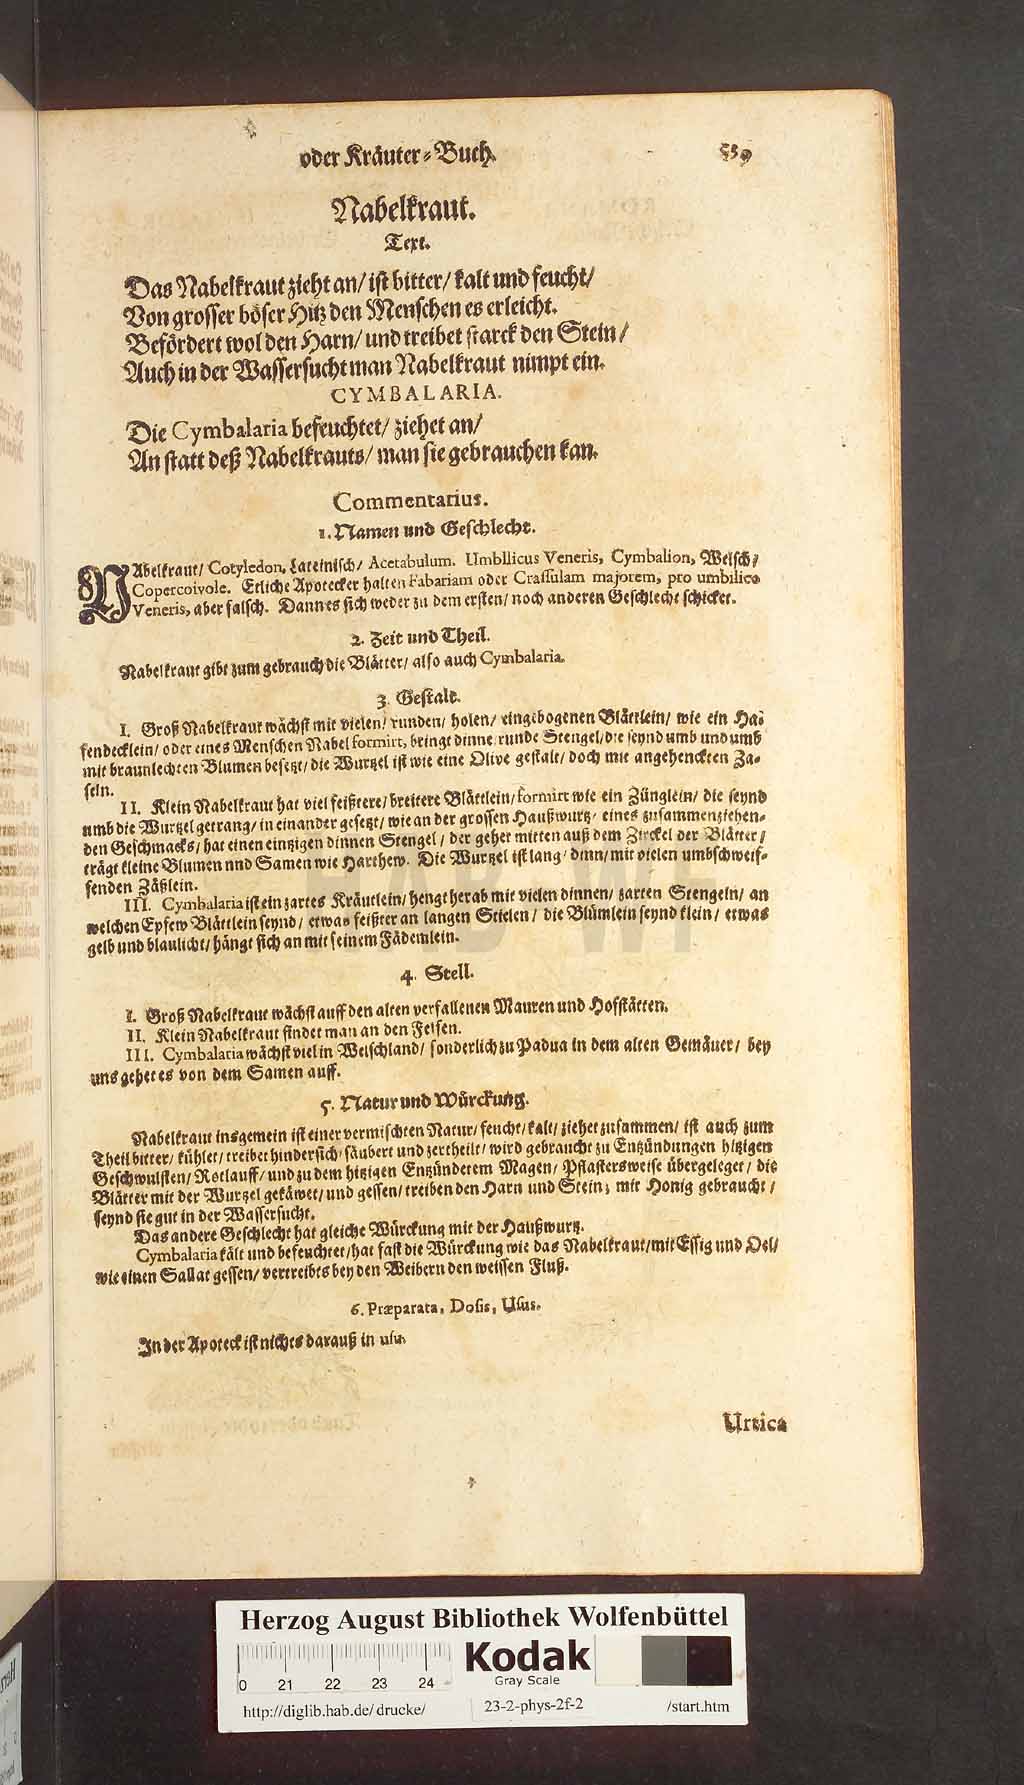 oder Kräuter-Buch. 539
Nabelkraut.
Text.
Das Nabelkraut zieht an/ ist bitter/ kalt und feucht/
Von grosser böser Hitz den Menschen es erleicht.
Befördert wol den Harn/ und treibet starck den Stein/
Auch in der Wassersucht man Nabelkraut nimpt ein.
CYMBALARIA.
Die Cymbalaria befeuchtet/ ziehet an/
An statt deß Nabelkrauts/ man sie gebrauchen kan.
Commentarius.
1. Namen und Geschlecht.
NAbelkraut/ Cotyledon, Lateinisch/ Acetabulum. Umbllicus Veneris, Cymbalion, Welsch/
Copercoivole. Etliche Apotecker halten Fabariam oder Crassulam majorem, pro umbilico
Veneris, aber falsch. Dann es sich weder zu dem ersten/ noch anderen Geschlecht schicket.
2. Zeit und Theil.
Nabelkraut gibt zum gebrauch die Blätter/ also auch Cymbalaria.
3. Gestalt.
I. Groß Nabelkraut wächst mit vielen/ runden/ holen/ eingebogenen Blättlein/ wie ein Ha-
fendecklein/ oder eines Menschen Nabel formirt, bringt dinne runde Stengel/ die seynd umb und umb
mit braunlechten Blumen besetzt/ die Wurtzel ist wie eine Olive gestalt/ doch mit angehenckten Za-
seln.
II. Klein Nabelkraut hat viel feißtere/ breitere Blättlein/ formirt wie ein Zünglein/ die seynd
umb die Wurtzel getrang/ in einander gesetzt/ wie an der grossen Haußwurtz/ eines zusammenziehen-
den Geschmacks/ hat einen eintzigen dinnen Stengel/ der gehet mitten auß dem Zirckel der Blätter/
trägt kleine Blumen nnd Samen wie Harthew. Die Wurtzel ist lang/ dinn/ mit vielen umbschweif-
fenden Zäßlein.
III. Cymbalaria ist ein zartes Kräutlein/ hengt herab mit vielen dinnen/ zarten Stengeln/ an
welchen Epfew Blättlein seynd/ etwas feißter an langen Stielen/ die Blümlein seynd klein/ etwas
gelb und blaulicht/ hängt sich an mit seinem Fädemlein.
4. Stell.
I. Groß Nabelkraut wächst auff den alten verfallenen Mauren und Hofstätten.
II. Klein Nabelkraut findet man an den Felsen.
III. Cymbalaria wächst viel in Welschland/ sonderlich zu Padua in dem alten Gemäuer/ bey
uns gehet es von dem Samen auff.
5. Natur und Würckung.
Nabelkraut insgemein ist einer vermischten Natur/ feucht/ kalt/ ziehet zusammen/ ist auch zum
Theil bitter/ kühlet/ treibet hindersich/ säubert und zertheilt/ wird gebraucht zu Entzündungen hitzigen
Geschwulsten/ Rotlauff/ und zu dem hitzigen Entzündetem Magen/ Pflastersweise übergeleget/ die
Blätter mit der Wurtzel gekäwet/ und gessen/ treiben den Harn und Stein; mit Honig gebraucht/
seynd sie gut in der Wassersucht.
Das andere Geschlecht hat gleiche Würckung mit der Haußwurtz.
Cymbalaria kält und befeuchtet/ hat fast die Würckung wie das Nabelkraut/ mit Essig und Oel/
wie einen Sallat gessen/ vertreibts bey den Weibern den weissen Fluß.
6. Præparata, Dosis, Usus.
In der Apoteck ist nichts darauß in usu.
Urtica
HAB WF
Herzog August Bibliothek Wolfenbüttel
0 21 22 23 24
Kodak
Gray Scale
http://diglib.hab.de/drucke/ 23-2-phys-2f-2 /start.htm